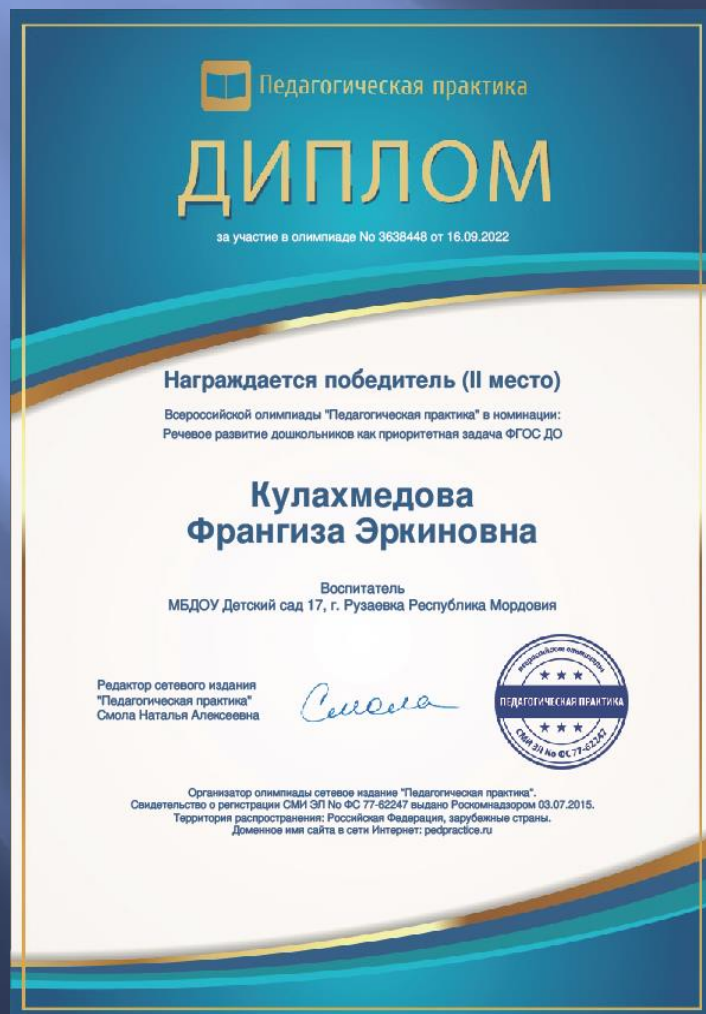 Педагогическая практика
ДИПЛОМ
за участие в олимпиаде No 3638448 от 16.09.2022
Награждается победитель (II место)
Всероссийской олимпиады "Педагогическая практика" в номинации:
Речевое развитие дошкольников как приоритетная задача ФГОС ДО
Кулахмедова
Франгиза Эркиновна
Воспитатель
МБДОУ Детский сад 17, г. Рузаевка Республика Мордовия
Редактор сетевого издания
"Педагогическая практика"
Смола Наталья Алексеевна
Смола
всероссийские олимпиады
ПЕДАГОГИЧЕСКАЯ ПРАКТИКА
СМИ ЭЛ No ФС 77-62247
Организатор олимпиады сетевое издание "Педагогическая практика".
Свидетельство о регистрации СМИ ЭЛ No ФС 77-62247 выдано Роскомнадзором 03.07.2015.
Территория распространения: Российская Федерация, зарубежные страны.
Доменное имя сайта в сети Интернет: pedpractice.ru